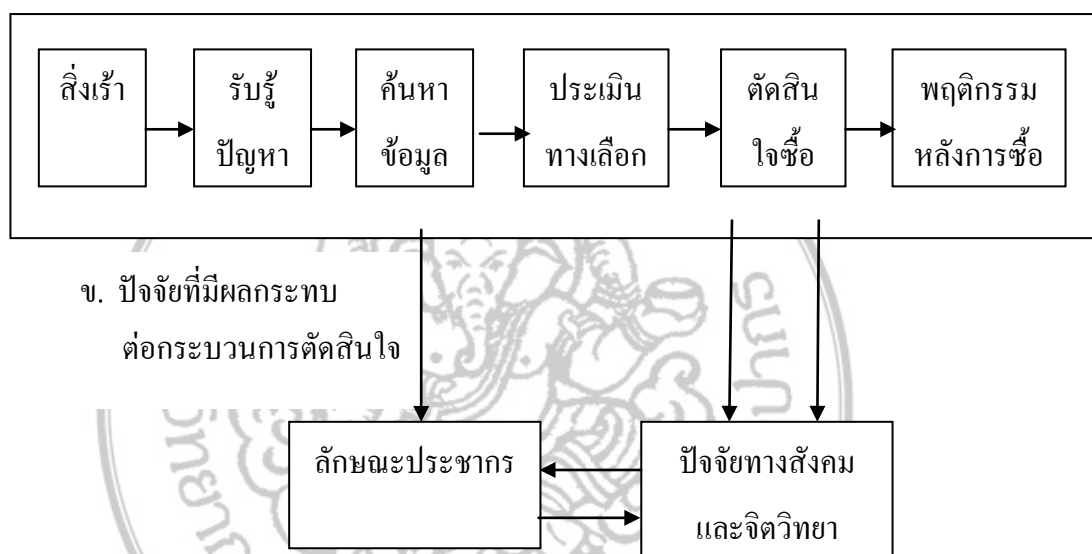 สิ่งเร้า
รับรู้
ปัญหา
ค้นหา
ข้อมูล
ประเมิน
ทางเลือก
ตัดสิน
ใจซื้อ
พฤติกรรม
หลังการซื้อ
ข. ปัจจัยที่มีผลกระทบ
ต่อกระบวนการตัดสินใจ
ลักษณะประชากร
ปัจจัยทางสังคม
และจิตวิทยา